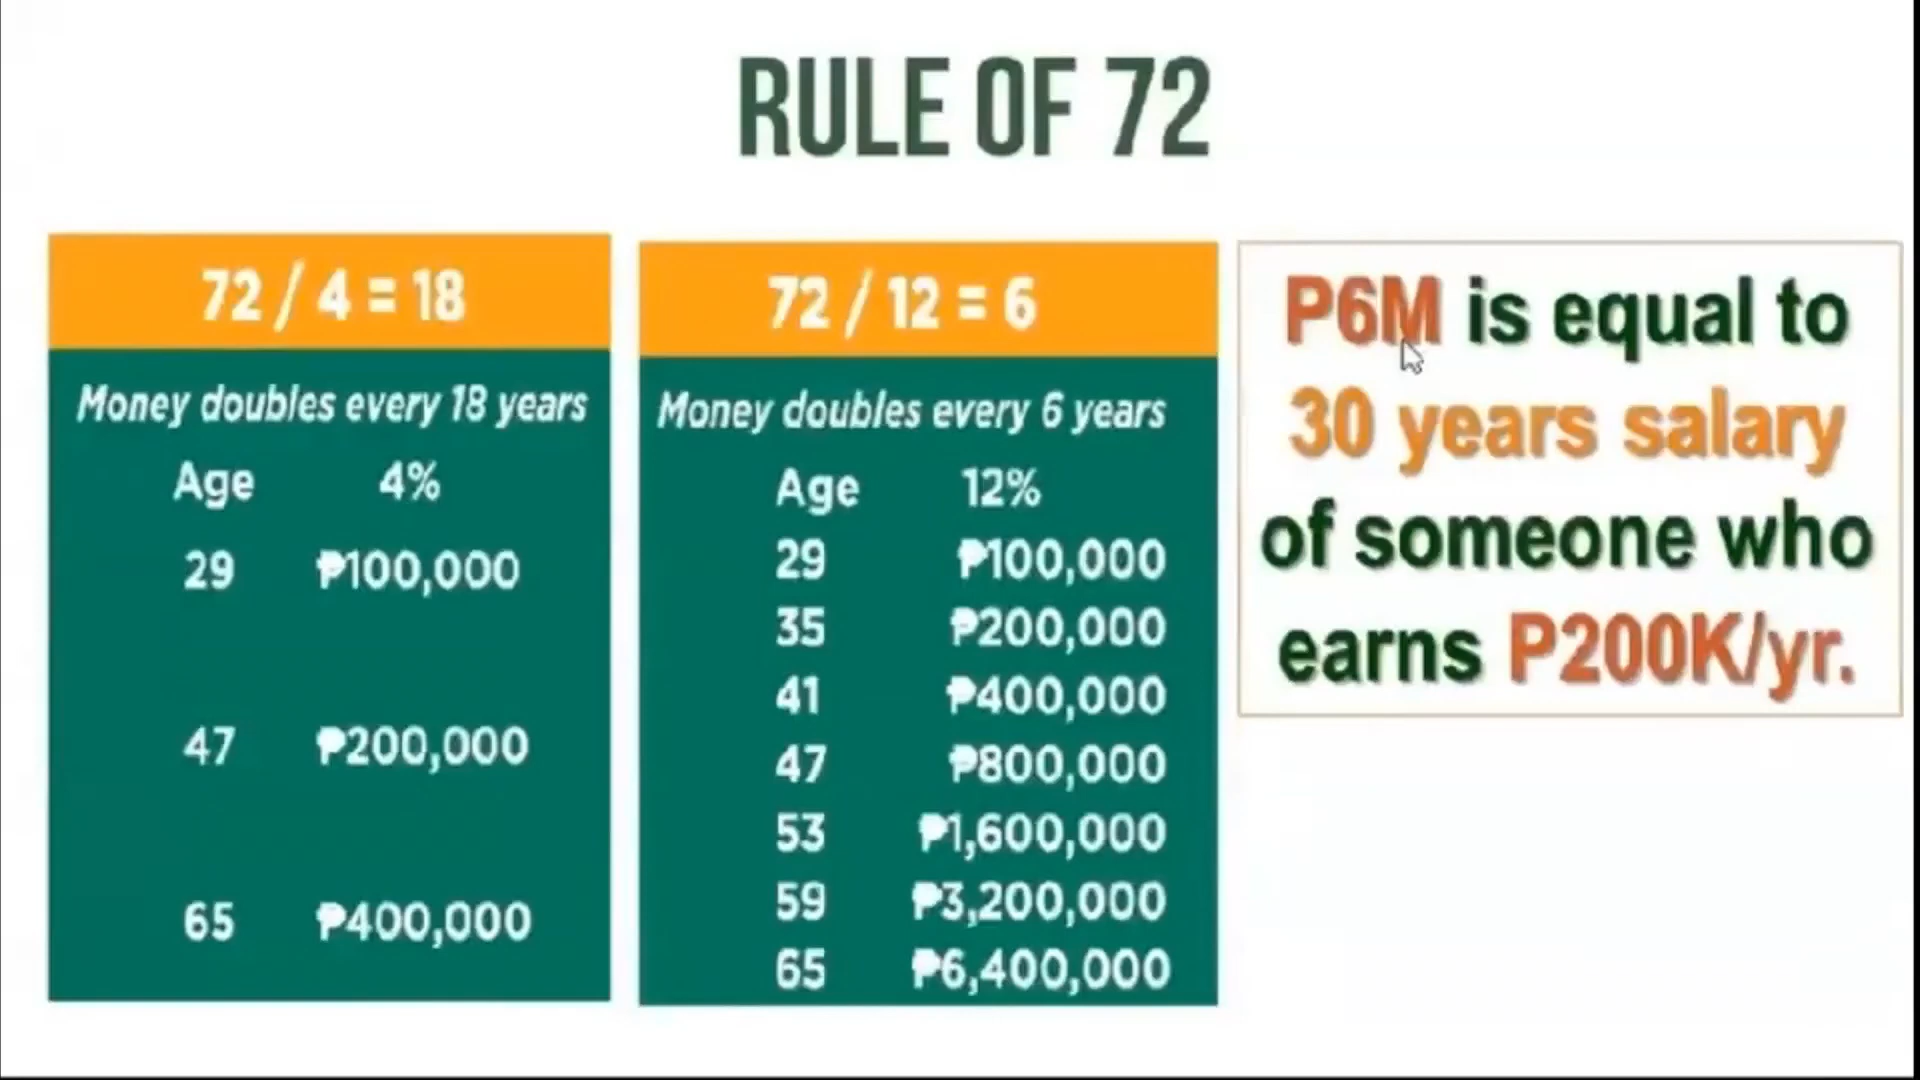 RULE OF 72
72 / 4 = 18
Money doubles every 18 years
Age 4%
29 ₱100,000
47 ₱200,000
65 ₱400,000
72 / 12 = 6
Money doubles every 6 years
Age 12%
29 ₱100,000
35 ₱200,000
41 ₱400,000
47 ₱800,000
53 ₱1,600,000
59 ₱3,200,000
65 ₱6,400,000
P6M is equal to
30 years salary
of someone who
earns P200K/yr.